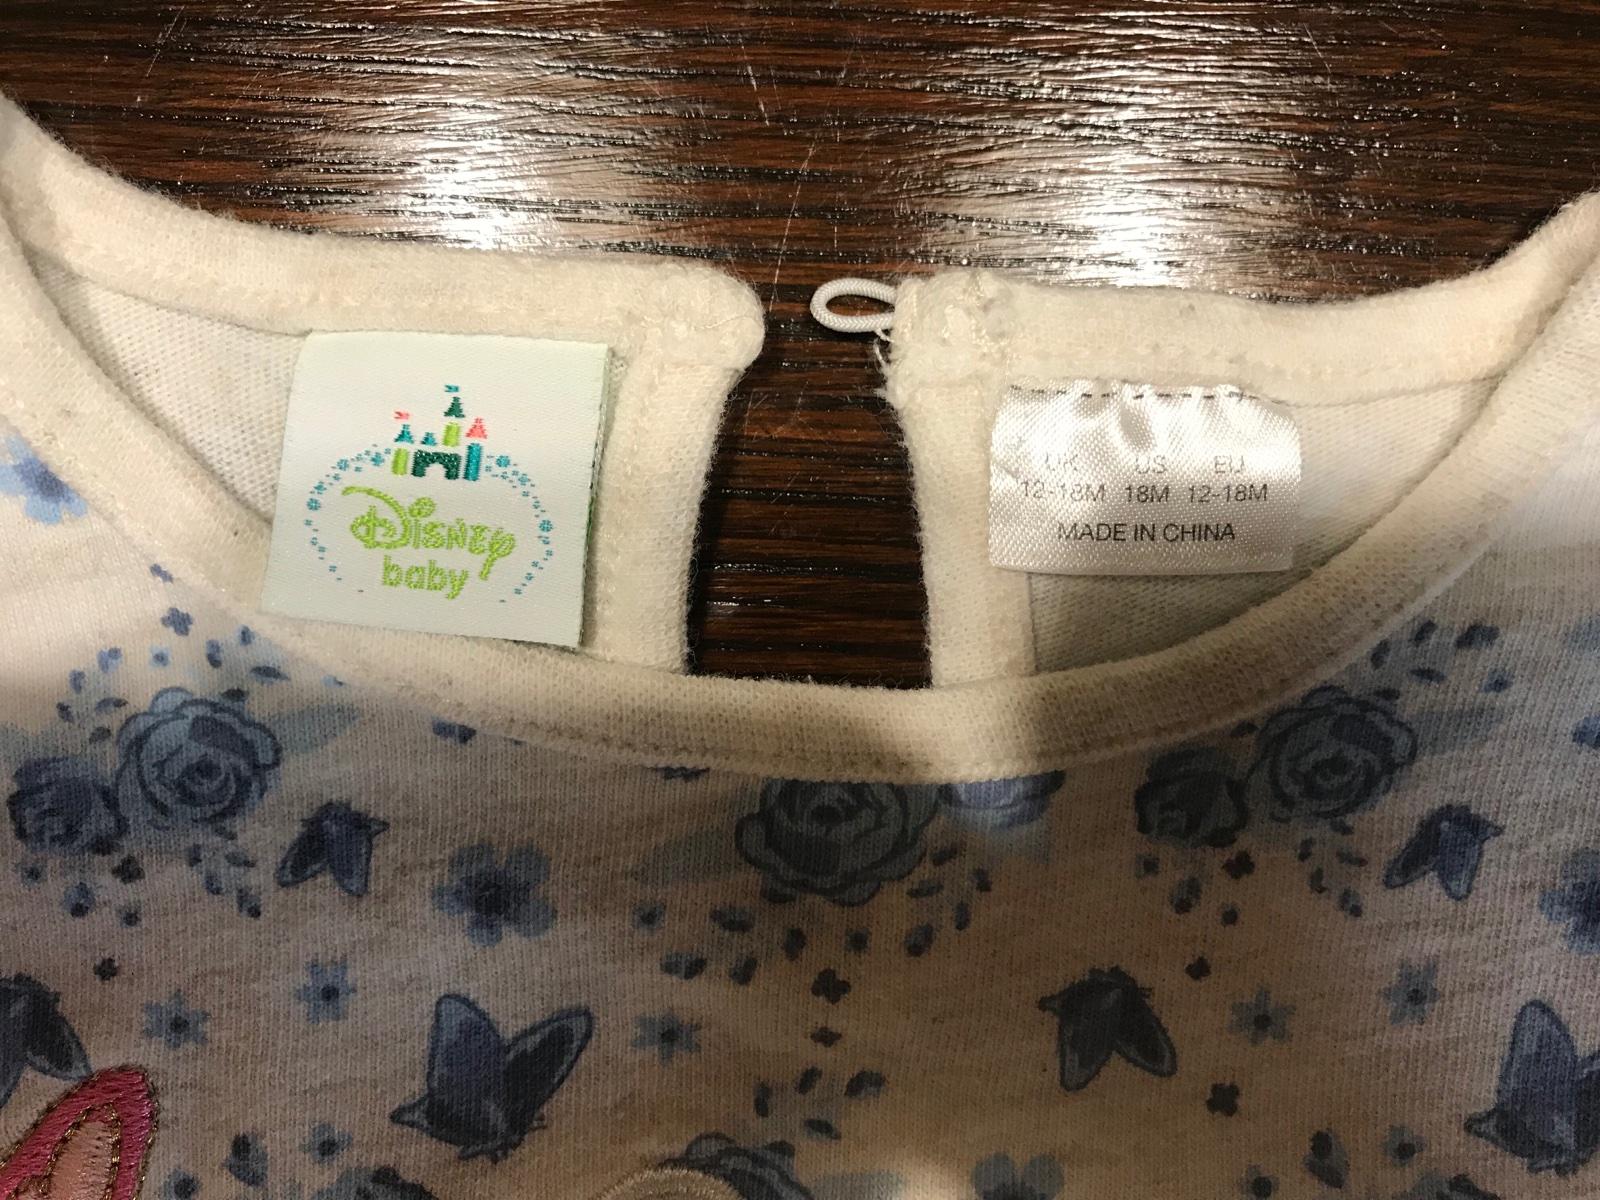 Disney
baby
UK US EU
12-18M 18M 12-18M
MADE IN CHINA